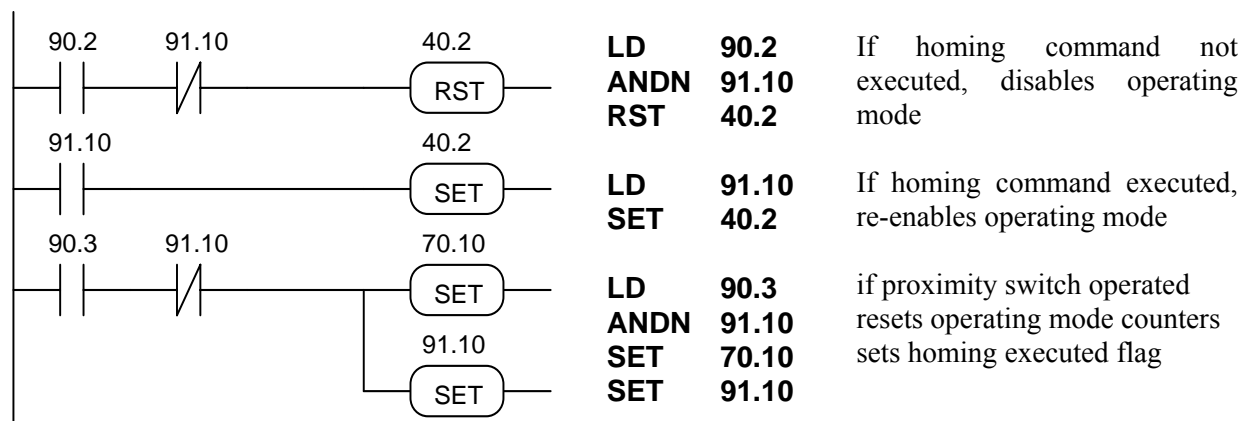 90.2 91.10 40.2
RST
LD 90.2
ANDN 91.10
RST 40.2
If homing command not
executed, disables operating
mode
91.10 40.2
SET
LD 91.10
SET 40.2
If homing command executed,
re-enables operating mode
90.3 91.10 70.10
SET
91.10
SET
LD 90.3
ANDN 91.10
SET 70.10
SET 91.10
if proximity switch operated
resets operating mode counters
sets homing executed flag